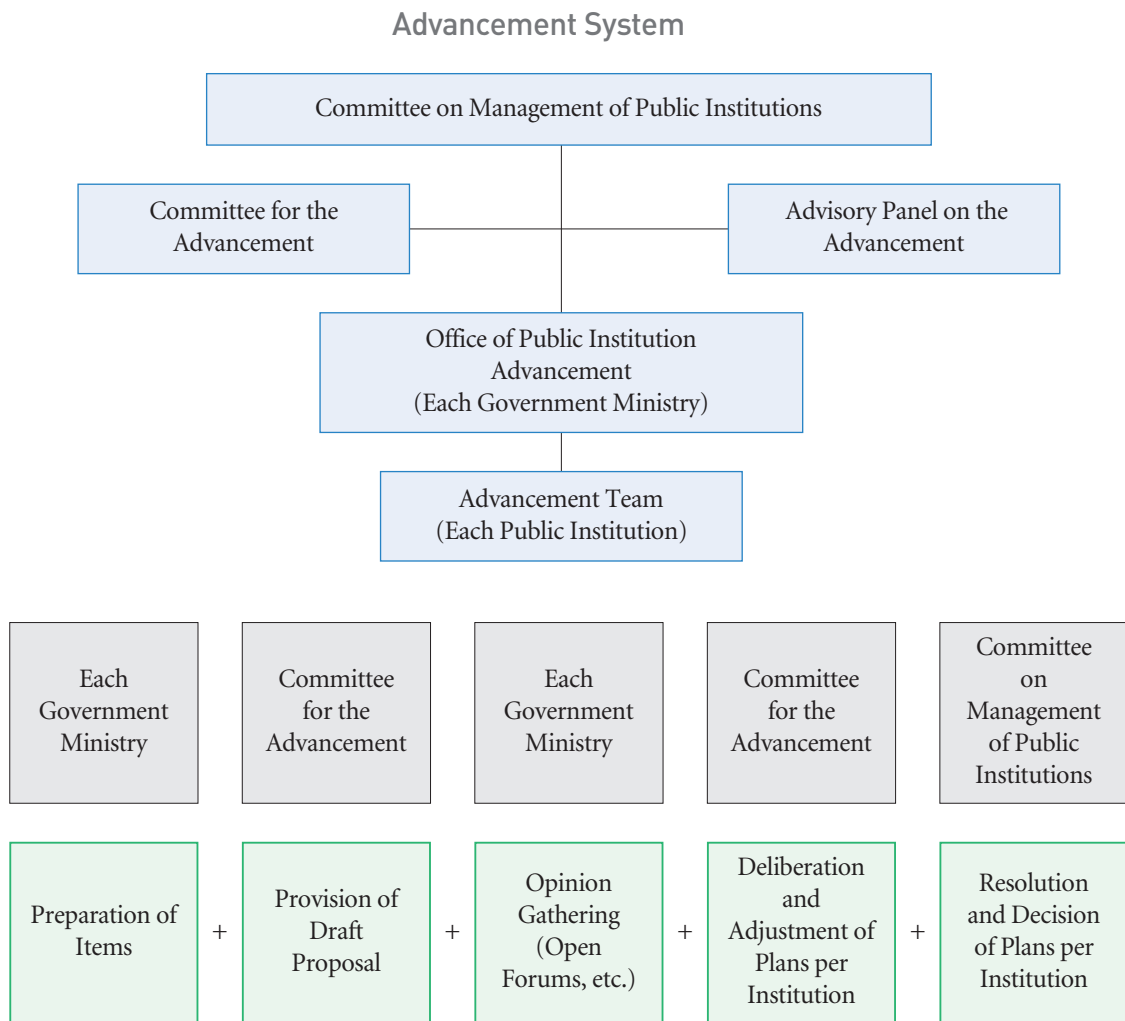 Advancement System
Committee on Management of Public Institutions
Committee for the
Advancement
Advisory Panel on the
Advancement
Office of Public Institution
Advancement
(Each Government Ministry)
Advancement Team
(Each Public Institution)
Each
Government
Ministry
Committee
for the
Advancement
Each
Government
Ministry
Committee
for the
Advancement
Committee
on
Management
of Public
Institutions
Preparation of
Items
+
Provision of
Draft
Proposal
+
Opinion
Gathering
(Open
Forums, etc.)
+
Deliberation
and
Adjustment of
Plans per
Institution
+
Resolution
and Decision
of Plans per
Institution